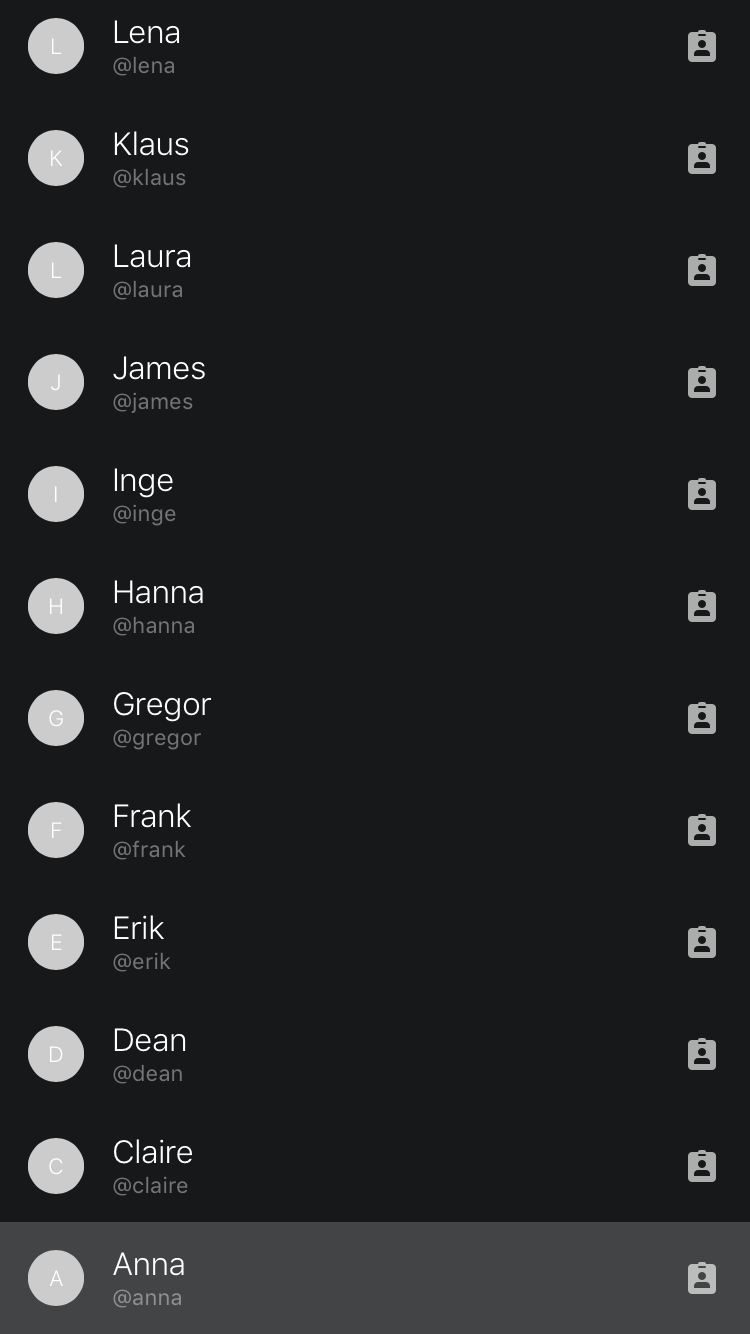 L
Lena
@lena
K
Klaus
@klaus
L
Laura
@laura
J
James
@james
I
Inge
@inge
H
Hanna
@hanna
G
Gregor
@gregor
F
Frank
@frank
E
Erik
@erik
D
Dean
@dean
C
Claire
@claire
A
Anna
@anna